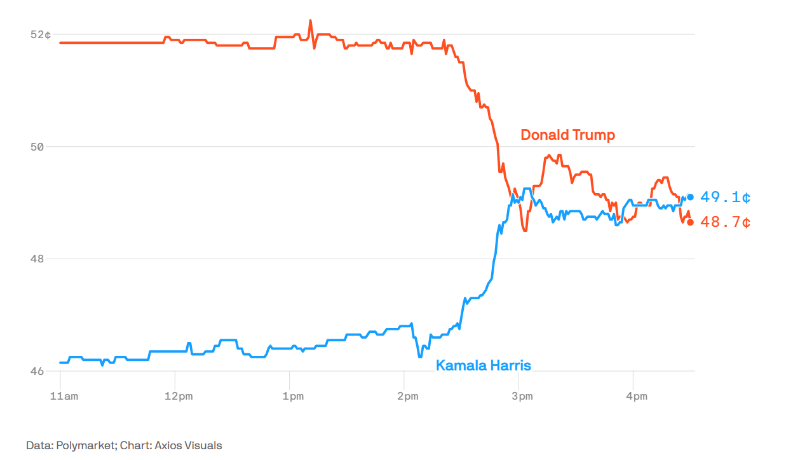 52¢
Donald Trump
50
49.1¢
48.7¢
48
Kamala Harris
46
11am 12pm 1pm 2pm 3pm 4pm
Data: Polymarket; Chart: Axios Visuals